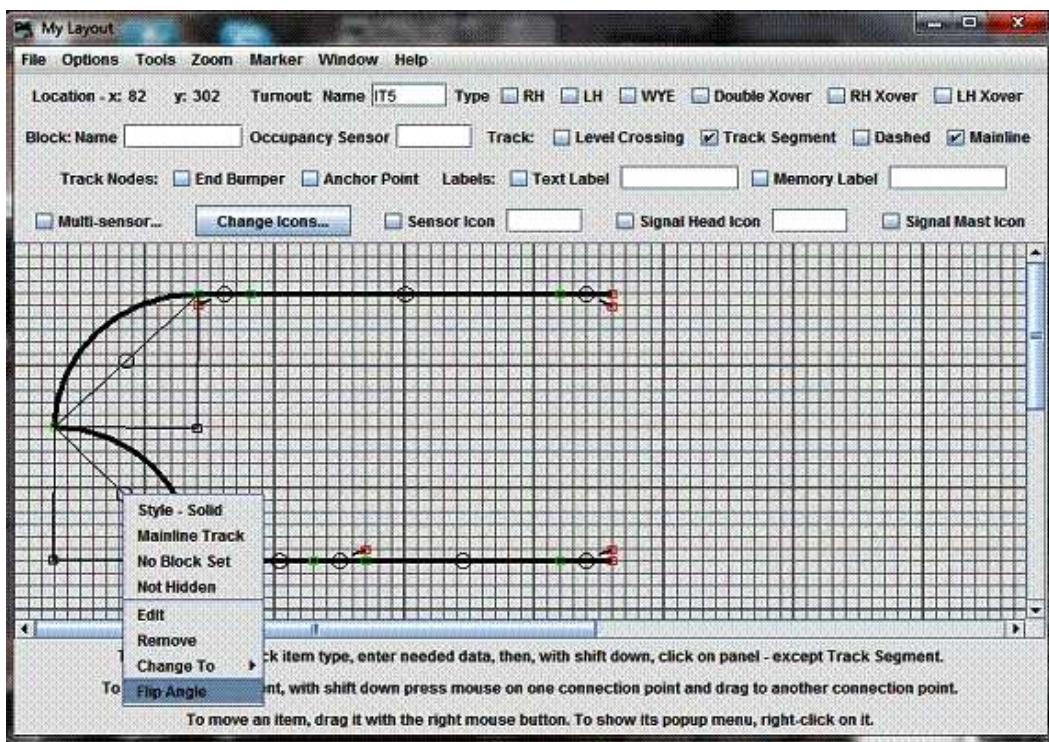 My Layout
File Options Tools Zoom Marker Window Help
Location - x: 82 y: 302 Turnout: Name IT5 Type RH LH WYE Double Xover RH Xover LH Xover
Block: Name Occupancy Sensor Track: Level Crossing Track Segment Dashed Mainline
Track Nodes: End Bumper Anchor Point Labels: Text Label Memory Label
Multi-sensor... Change Icons... Sensor Icon Signal Head Icon Signal Mast Icon
Style - Solid
Mainline Track
No Block Set
Not Hidden
Edit
Remove
Change To
Flip Angle
item type, enter needed data, then, with shift down, click on panel - except Track Segment.
To with shift down press mouse on one connection point and drag to another connection point.
To move an item, drag it with the right mouse button. To show its popup menu, right-click on it.